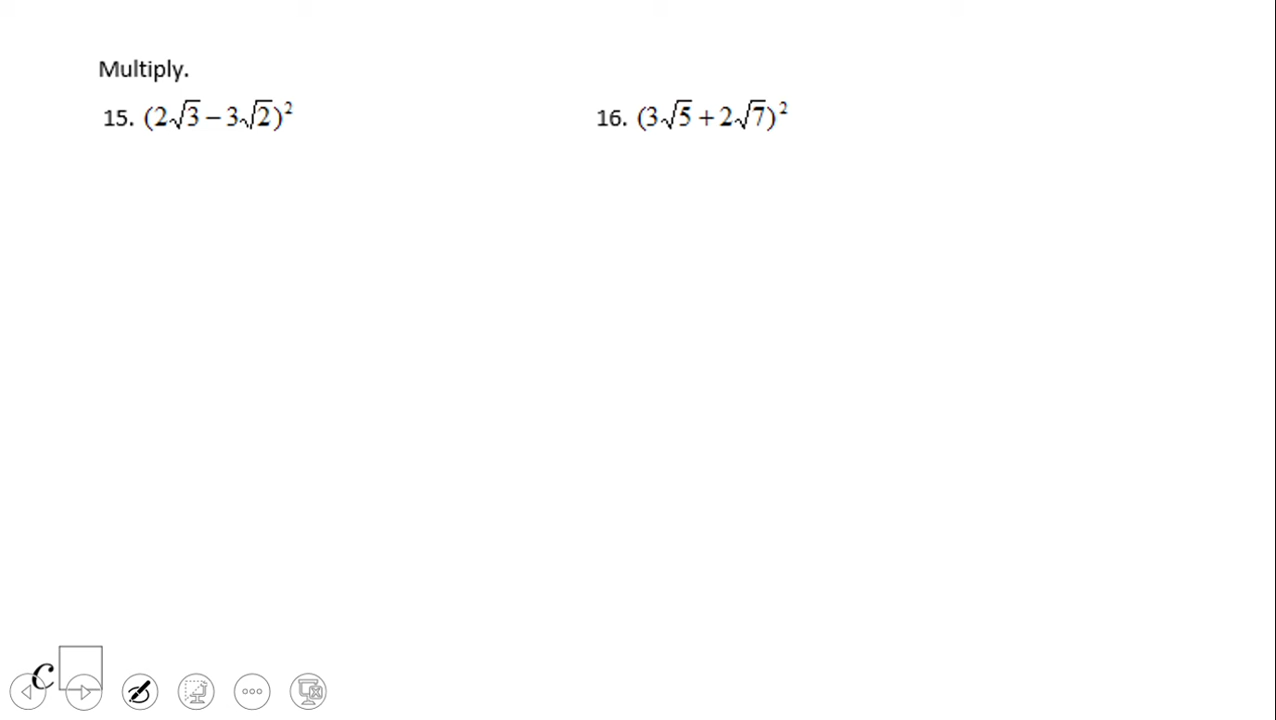 Multiply.
15. (2√3 − 3√2)²
16. (3√5 + 2√7)²
c